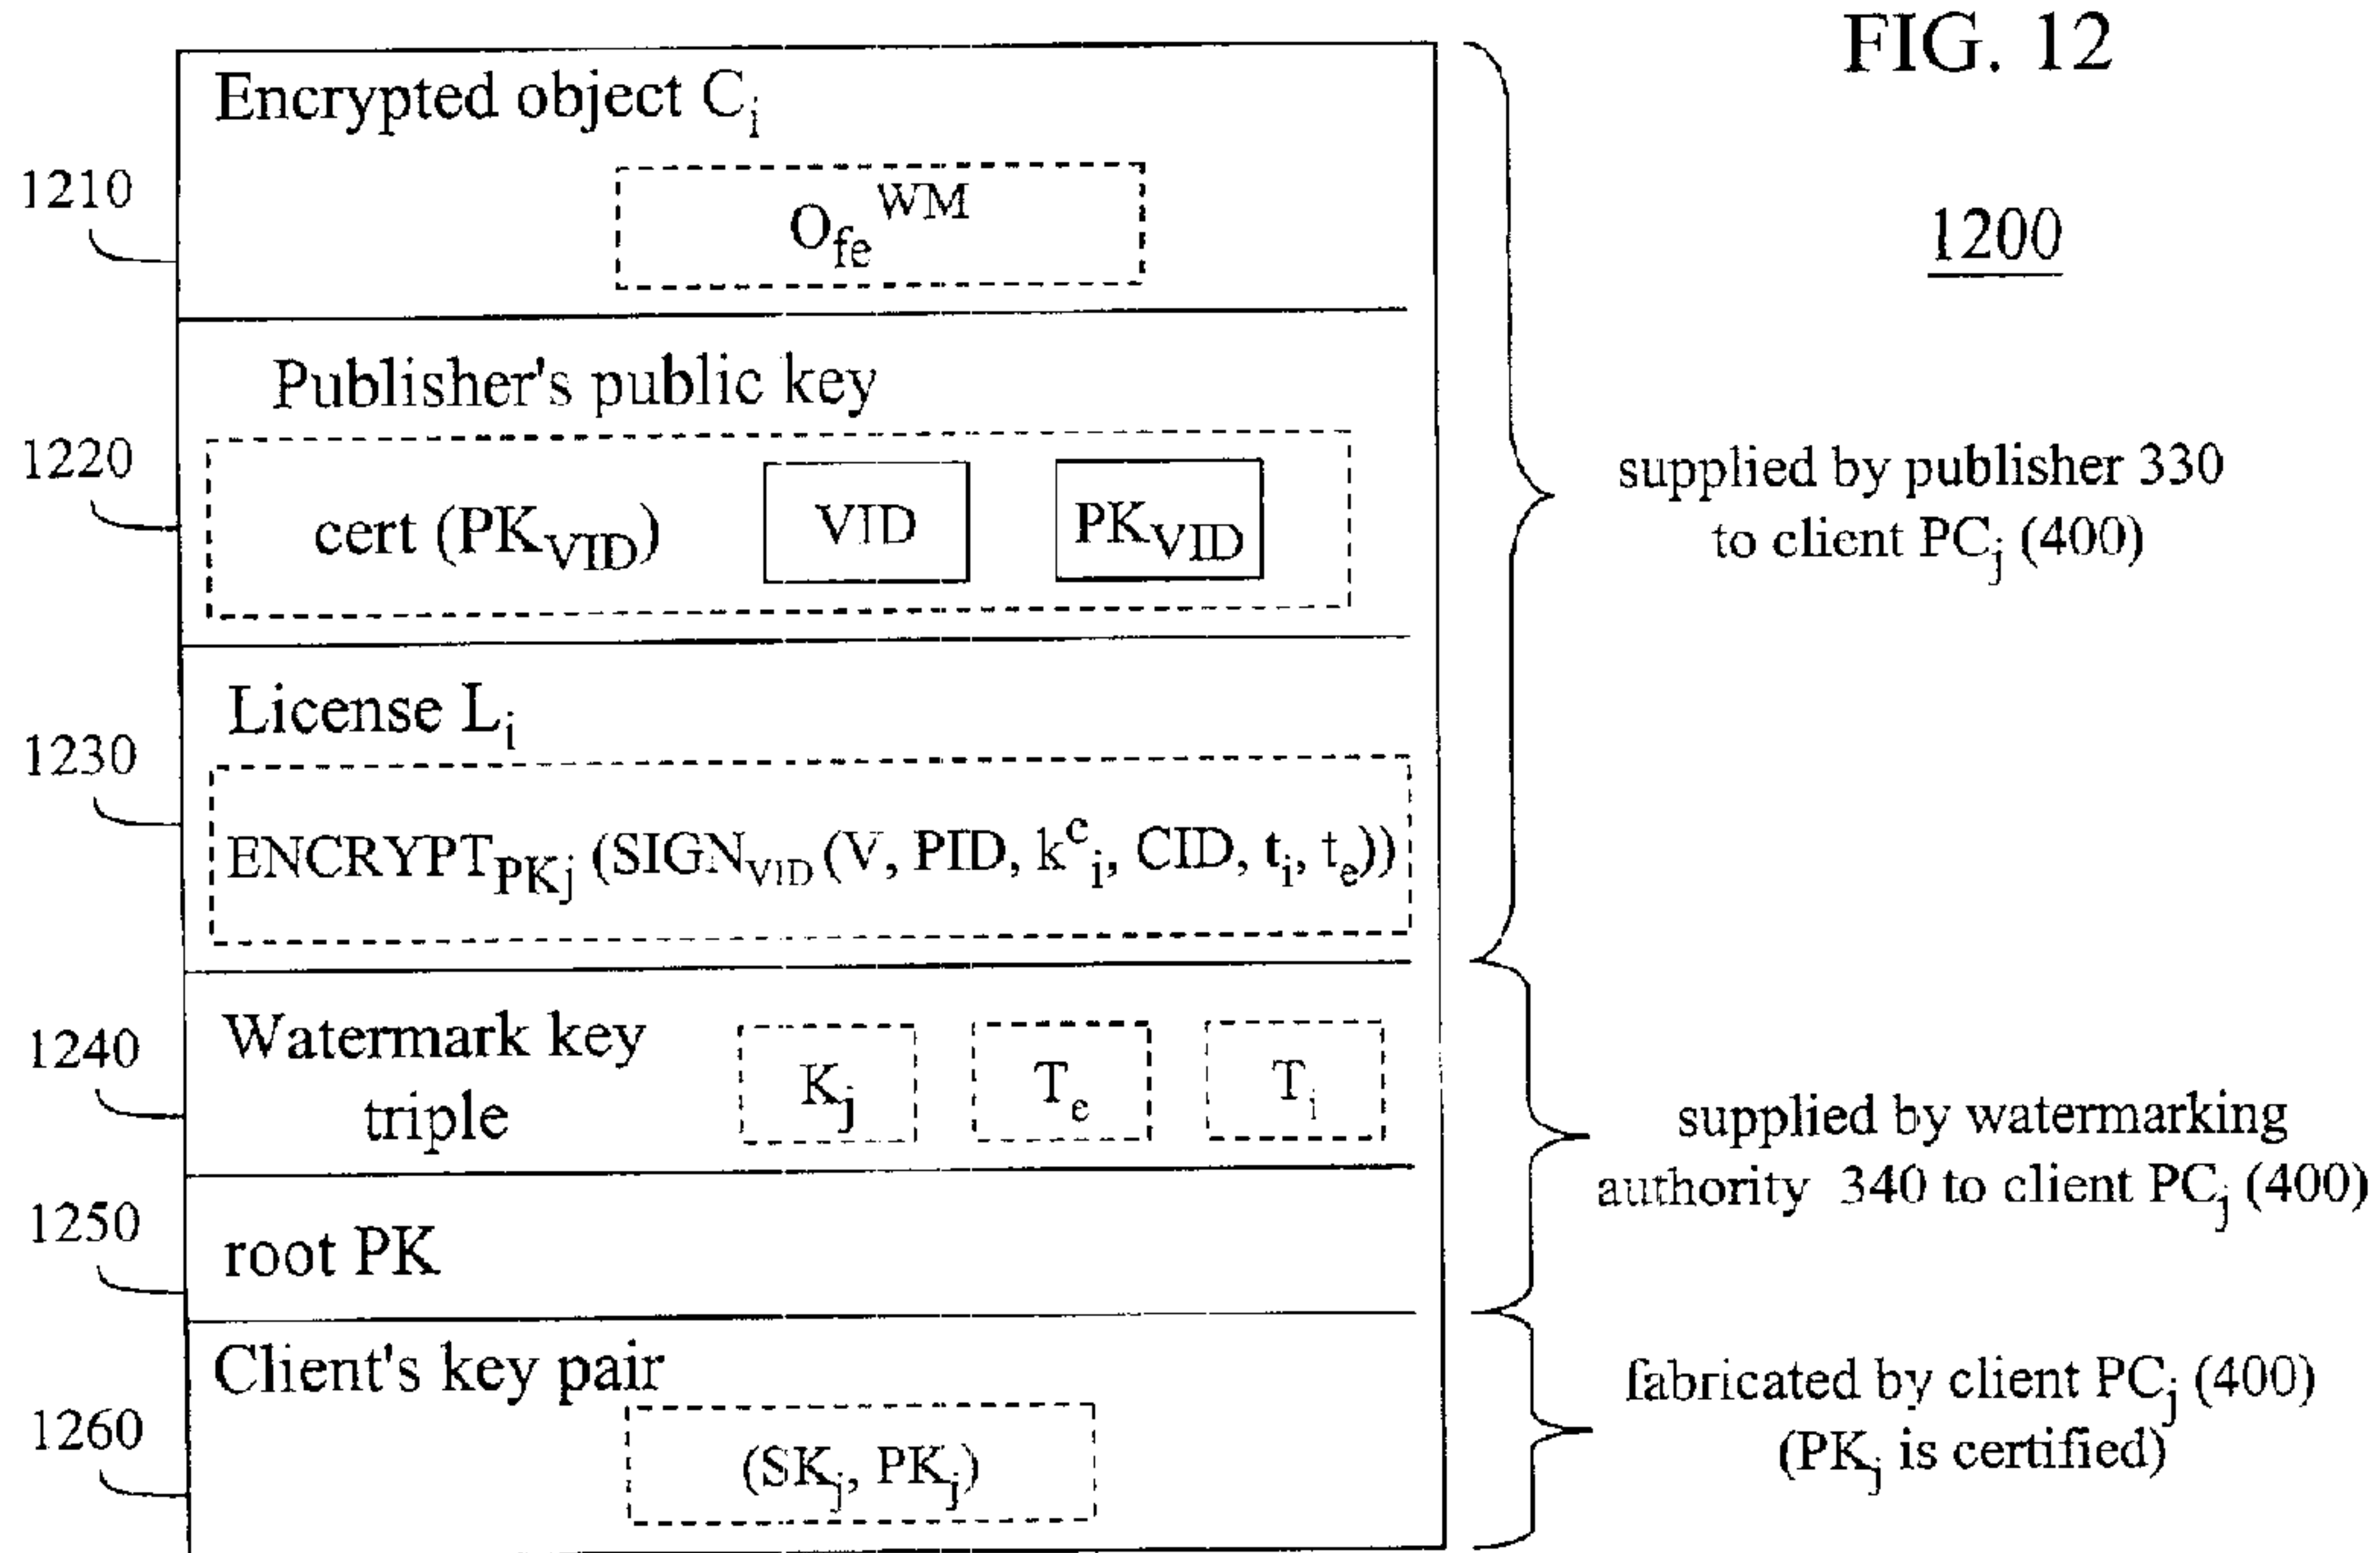 FIG. 12
1200
Encrypted object C_i
1210
O_fe^WM
Publisher's public key
1220
cert (PK_VID) VID PK_VID
supplied by publisher 330
to client PC_j (400)
License L_i
1230
ENCRYPT_PKj (SIGN_VID (V, PID, k^c_i, CID, t_i, t_e))
1240
Watermark key
triple
K_j T_e T_i
supplied by watermarking
authority 340 to client PC_j (400)
1250
root PK
Client's key pair
1260
(SK_j, PK_j)
fabricated by client PC_j (400)
(PK_j is certified)